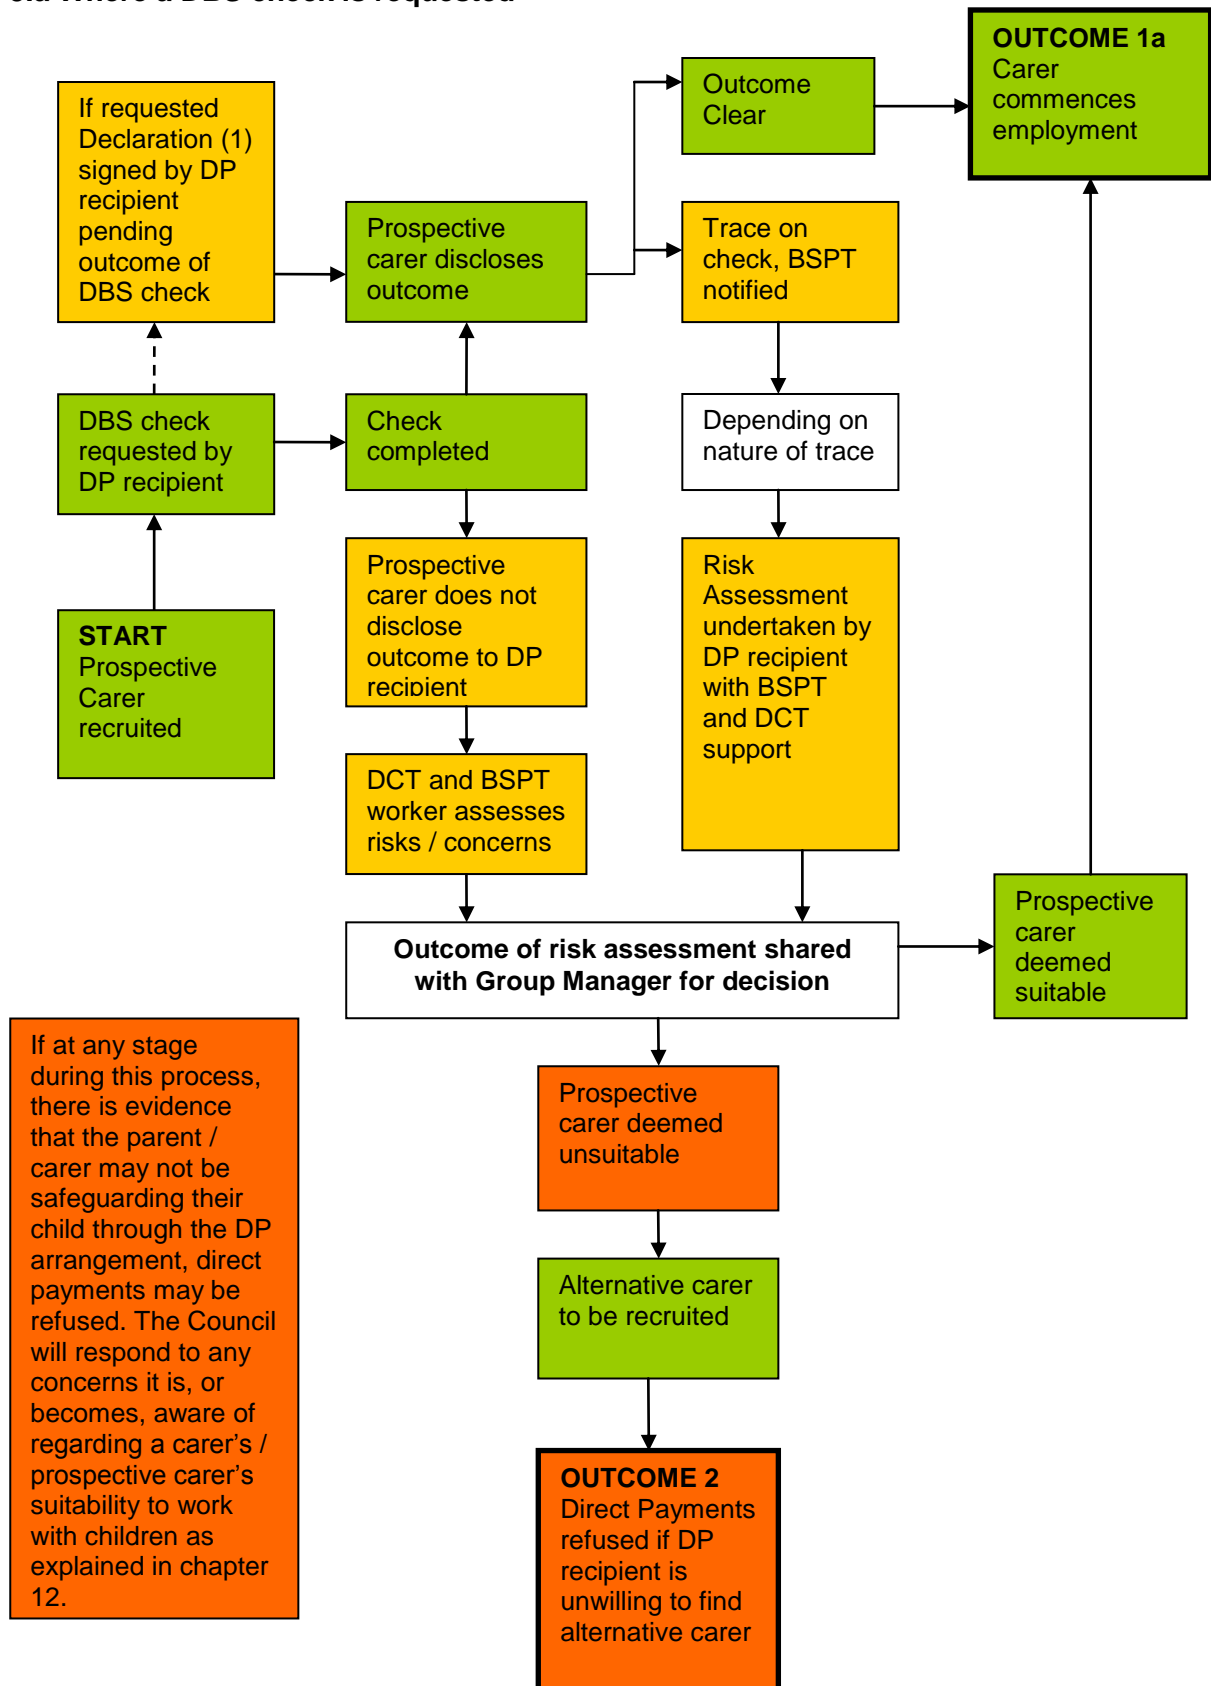 OUTCOME 1a
Carer
commences
employment
Outcome
Clear
If requested
Declaration (1)
signed by DP
recipient
pending
outcome of
DBS check
Prospective
carer discloses
outcome
Trace on
check, BSPT
notified
DBS check
requested by
DP recipient
Check
completed
Depending on
nature of trace
Prospective
carer does not
disclose
outcome to DP
recipient
Risk
Assessment
undertaken by
DP recipient
with BSPT
and DCT
support
START
Prospective
Carer
recruited
DCT and BSPT
worker assesses
risks / concerns
Prospective
carer
deemed
suitable
Outcome of risk assessment shared
with Group Manager for decision
If at any stage
during this process,
there is evidence
that the parent /
carer may not be
safeguarding their
child through the DP
arrangement, direct
payments may be
refused. The Council
will respond to any
concerns it is, or
becomes, aware of
regarding a carer’s /
prospective carer’s
suitability to work
with children as
explained in chapter
12.
Prospective
carer deemed
unsuitable
Alternative carer
to be recruited
OUTCOME 2
Direct Payments
refused if DP
recipient is
unwilling to find
alternative carer